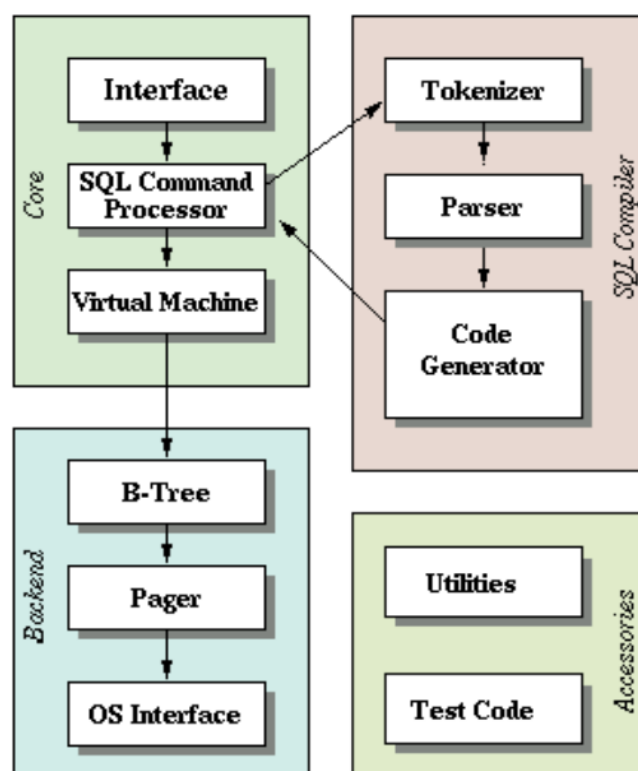 Core
Interface
SQL Command
Processor
Virtual Machine
SQL Compiler
Tokenizer
Parser
Code
Generator
Backend
B-Tree
Pager
OS Interface
Accessories
Utilities
Test Code